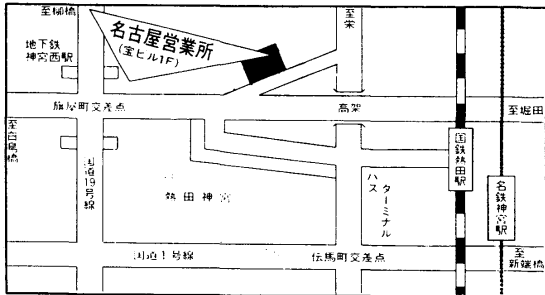 至柳橋
地下鉄
神宮西駅
名古屋営業所
(宝ビル1F)
至栄
旗屋町交差点
高架
至堀田
至白鳥橋
国道19号線
熱田神宮
バスターミナル
国鉄熱田駅
名鉄神宮駅
国道1号線
伝馬町交差点
至
新堀橋